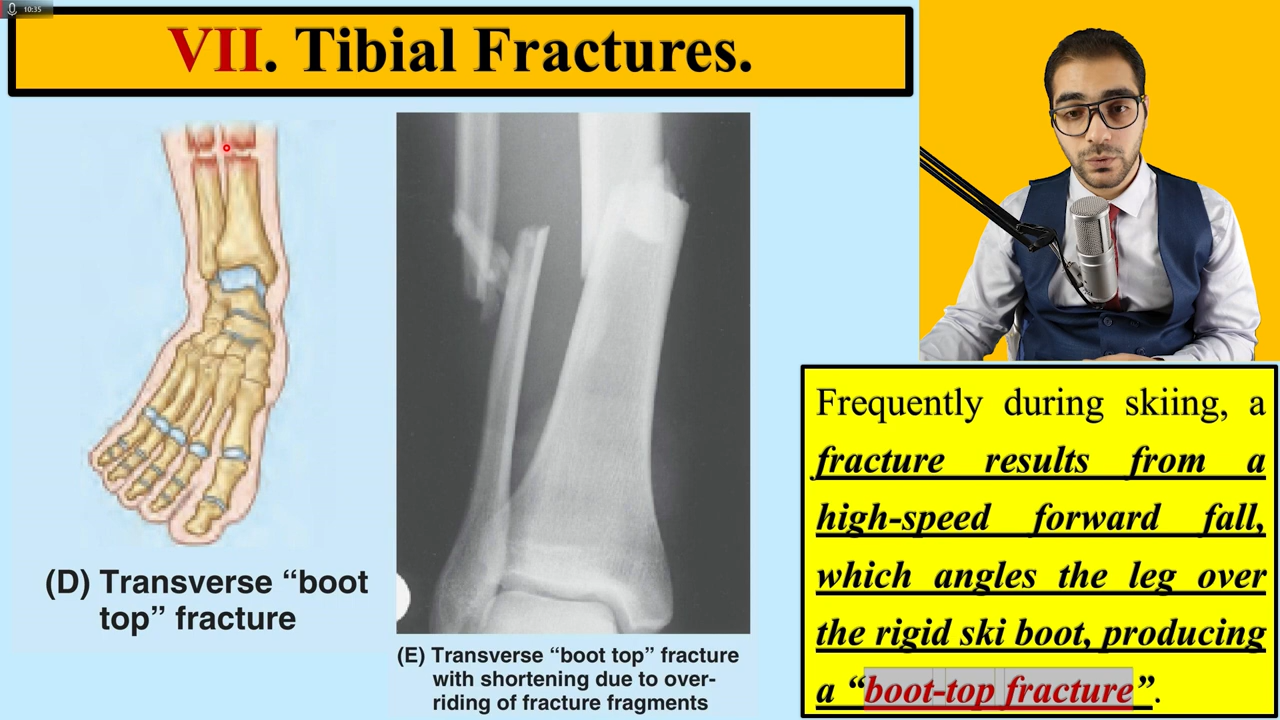 10:35
VII. Tibial Fractures.
(D) Transverse “boot
top” fracture
(E) Transverse “boot top” fracture
with shortening due to over-
riding of fracture fragments
Frequently during skiing, a
fracture results from a
high-speed forward fall,
which angles the leg over
the rigid ski boot, producing
a “boot-top fracture”.